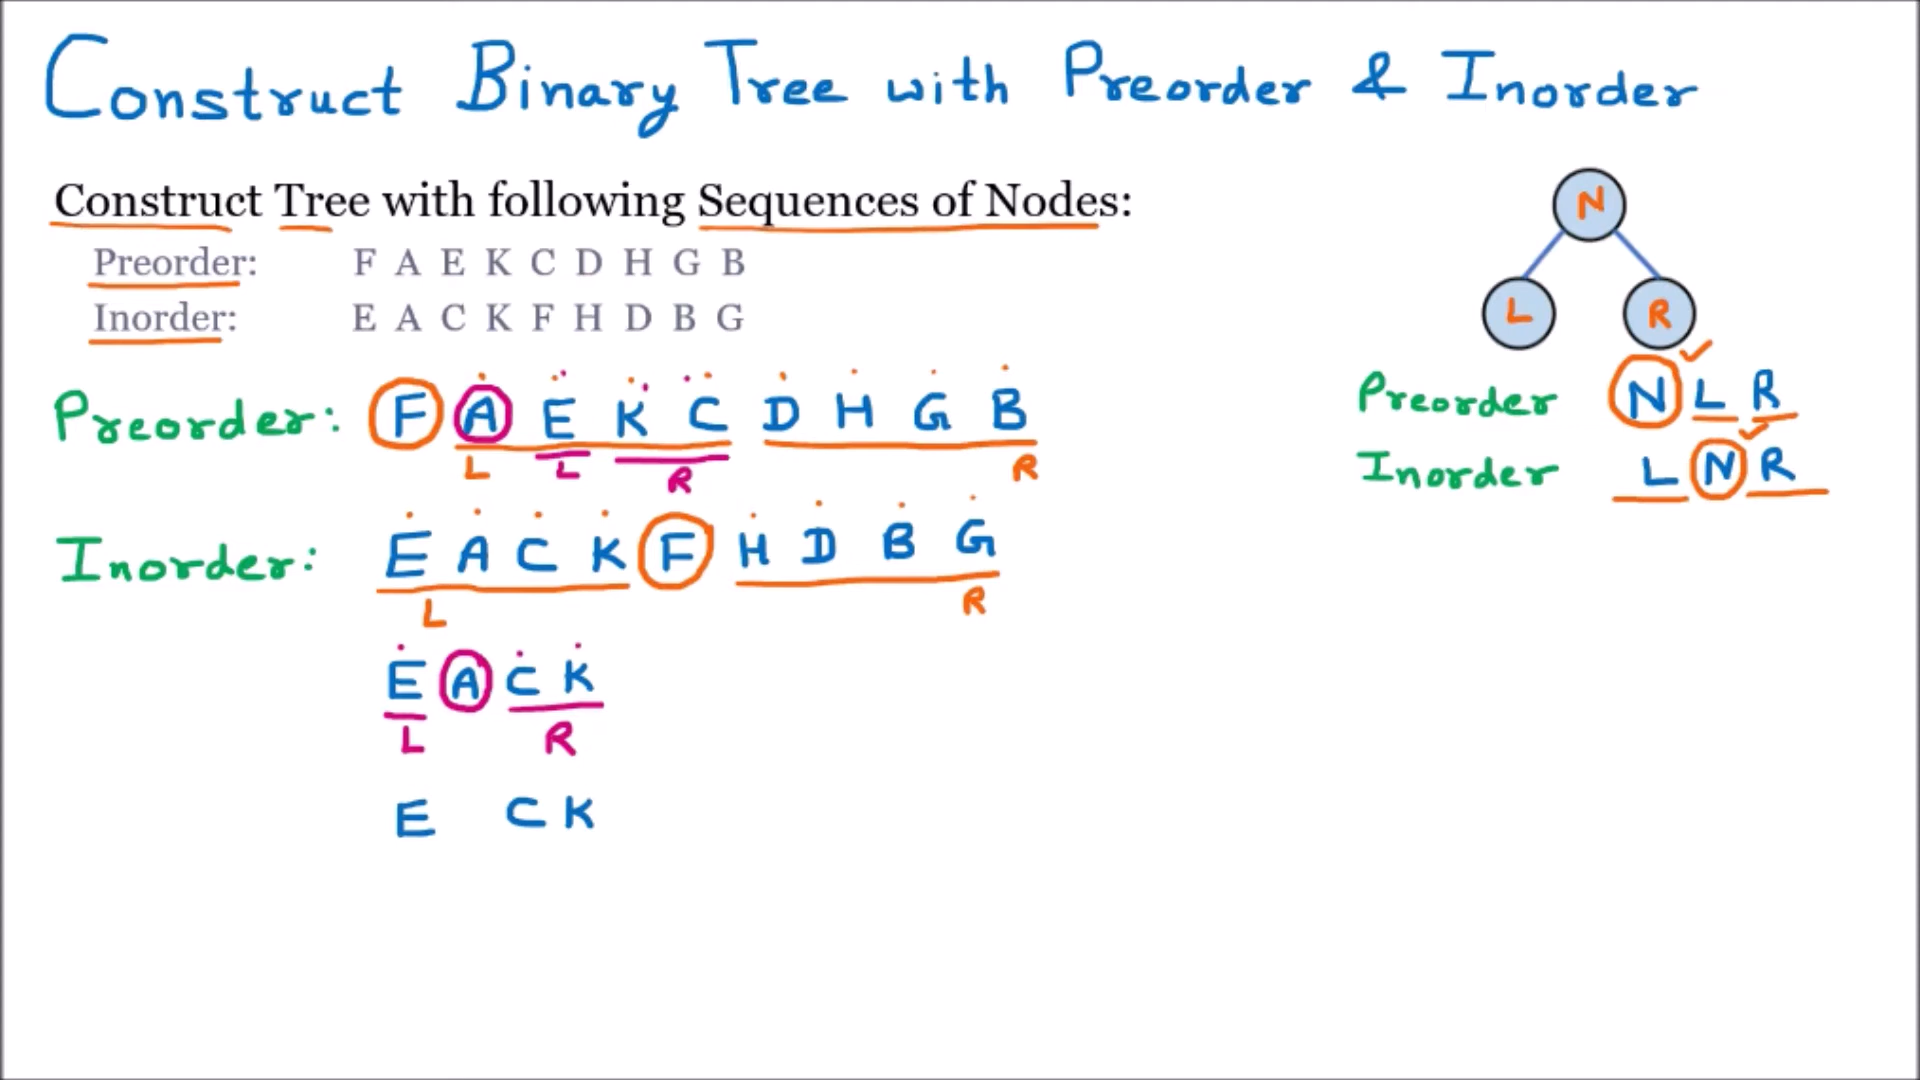 Construct Binary Tree with Preorder & Inorder
Construct Tree with following Sequences of Nodes:
Preorder: F A E K C D H G B
Inorder: E A C K F H D B G
N
L R
Preorder N L R
Inorder L N R
Preorder: F A E K C D H G B
L L R R
Inorder: E A C K F H D B G
L R
E A C K
L R
E C K